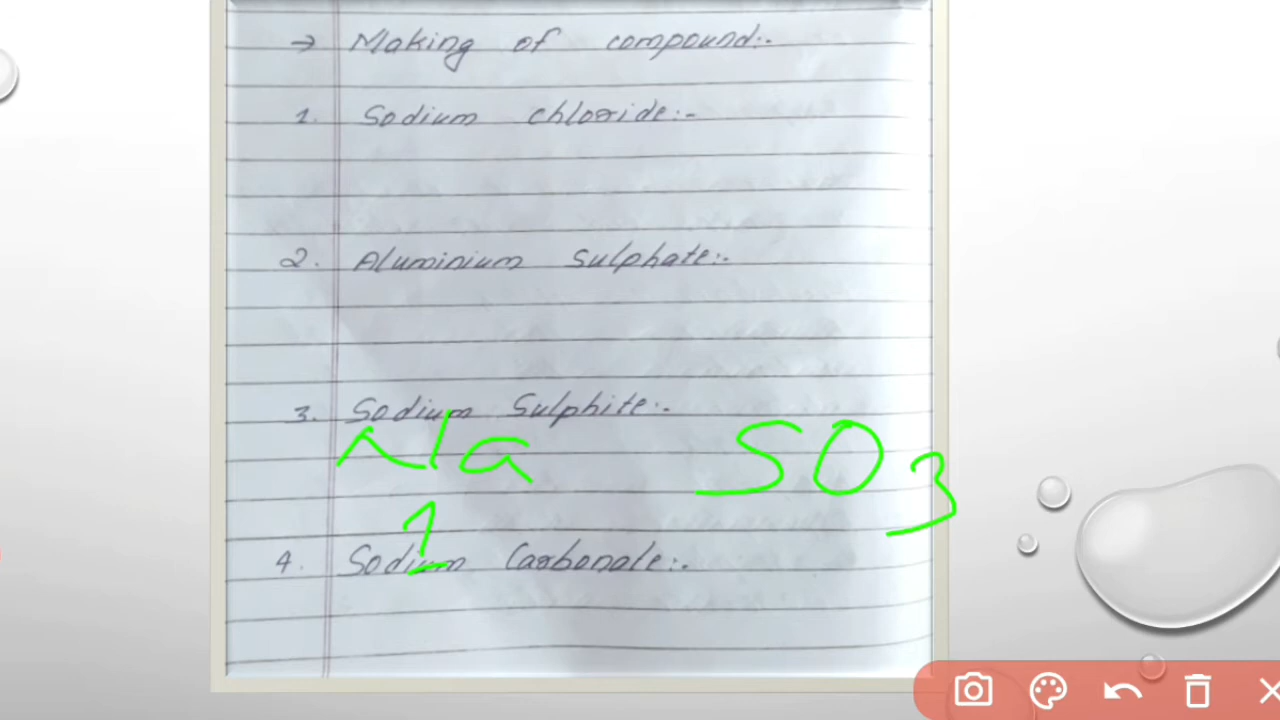 → Making of compound:-
1. Sodium chloride:-
2. Aluminium Sulphate:-
3. Sodium Sulphite:-
Na SO3
1
4. Sodium Carbonate:-